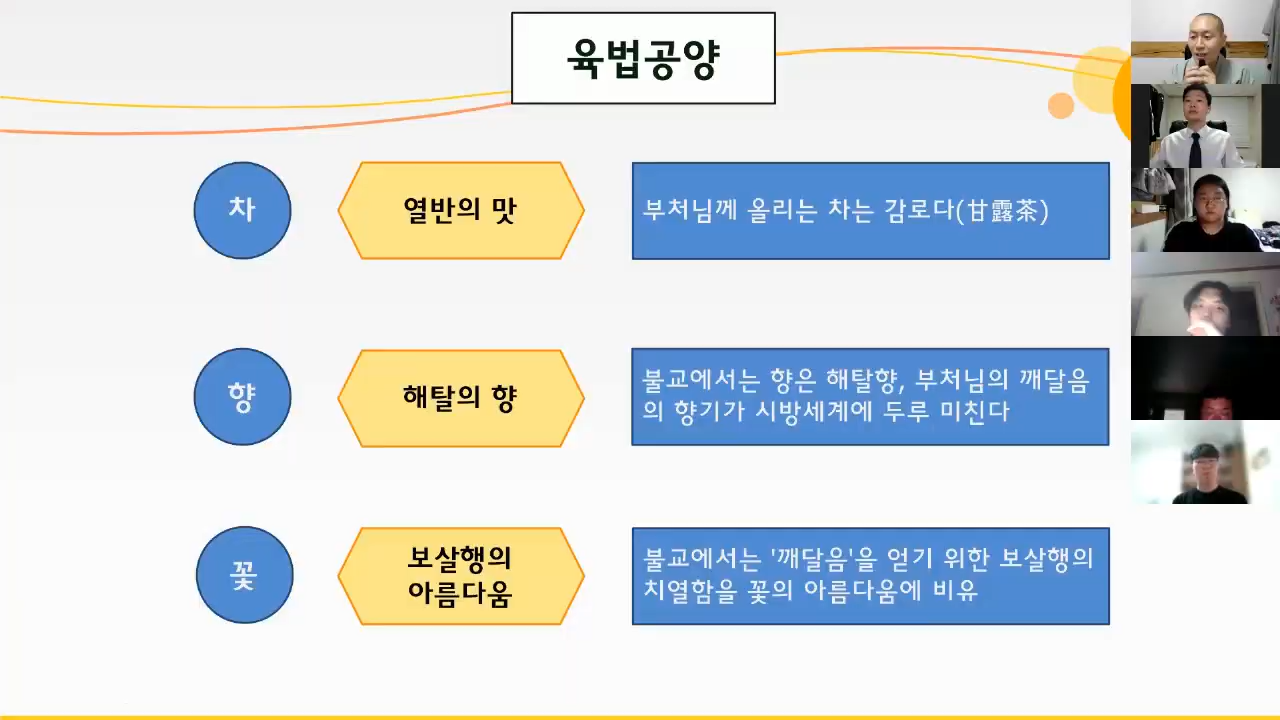 육법공양
차
열반의 맛
부처님께 올리는 차는 감로다(甘露茶)
향
해탈의 향
불교에서는 향은 해탈향, 부처님의 깨달음
의 향기가 시방세계에 두루 미친다
꽃
보살행의
아름다움
불교에서는 '깨달음'을 얻기 위한 보살행의
치열함을 꽃의 아름다움에 비유